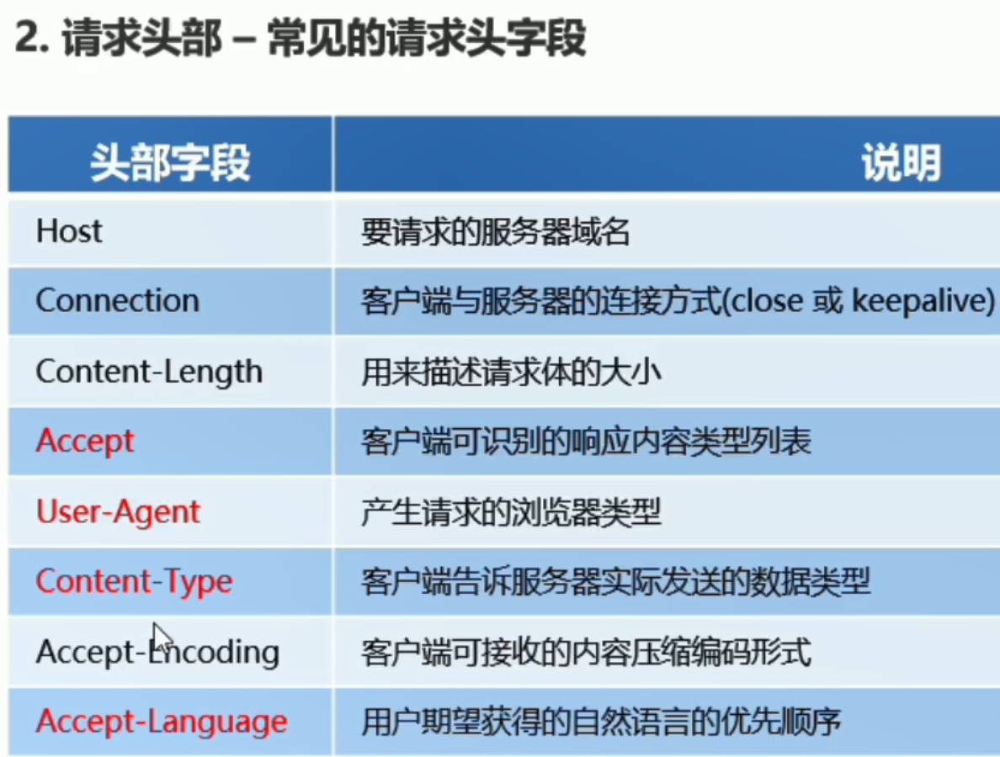 2. 请求头部 – 常见的请求头字段
头部字段 说明
Host 要请求的服务器域名
Connection 客户端与服务器的连接方式(close 或 keepalive)
Content-Length 用来描述请求体的大小
Accept 客户端可识别的响应内容类型列表
User-Agent 产生请求的浏览器类型
Content-Type 客户端告诉服务器实际发送的数据类型
Accept-Encoding 客户端可接收的内容压缩编码形式
Accept-Language 用户期望获得的自然语言的优先顺序